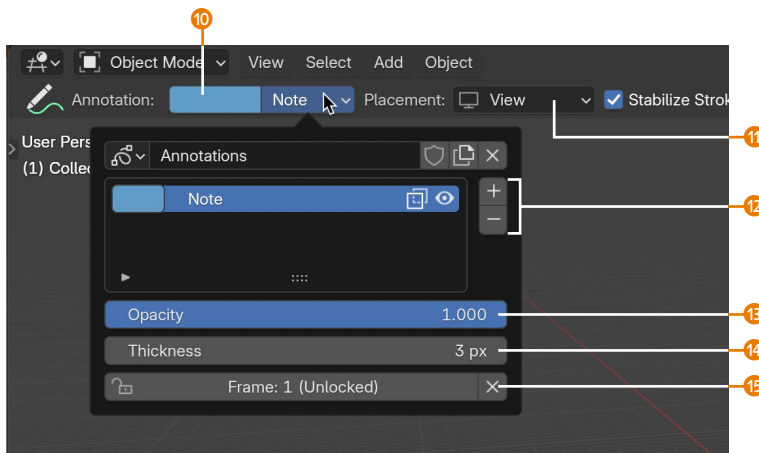 10
Object Mode View Select Add Object
Annotation: Note Placement: View Stabilize Strok
11
User Pers
(1) Collec
Annotations
Note
12
Opacity 1.000
13
Thickness 3 px
14
Frame: 1 (Unlocked)
15